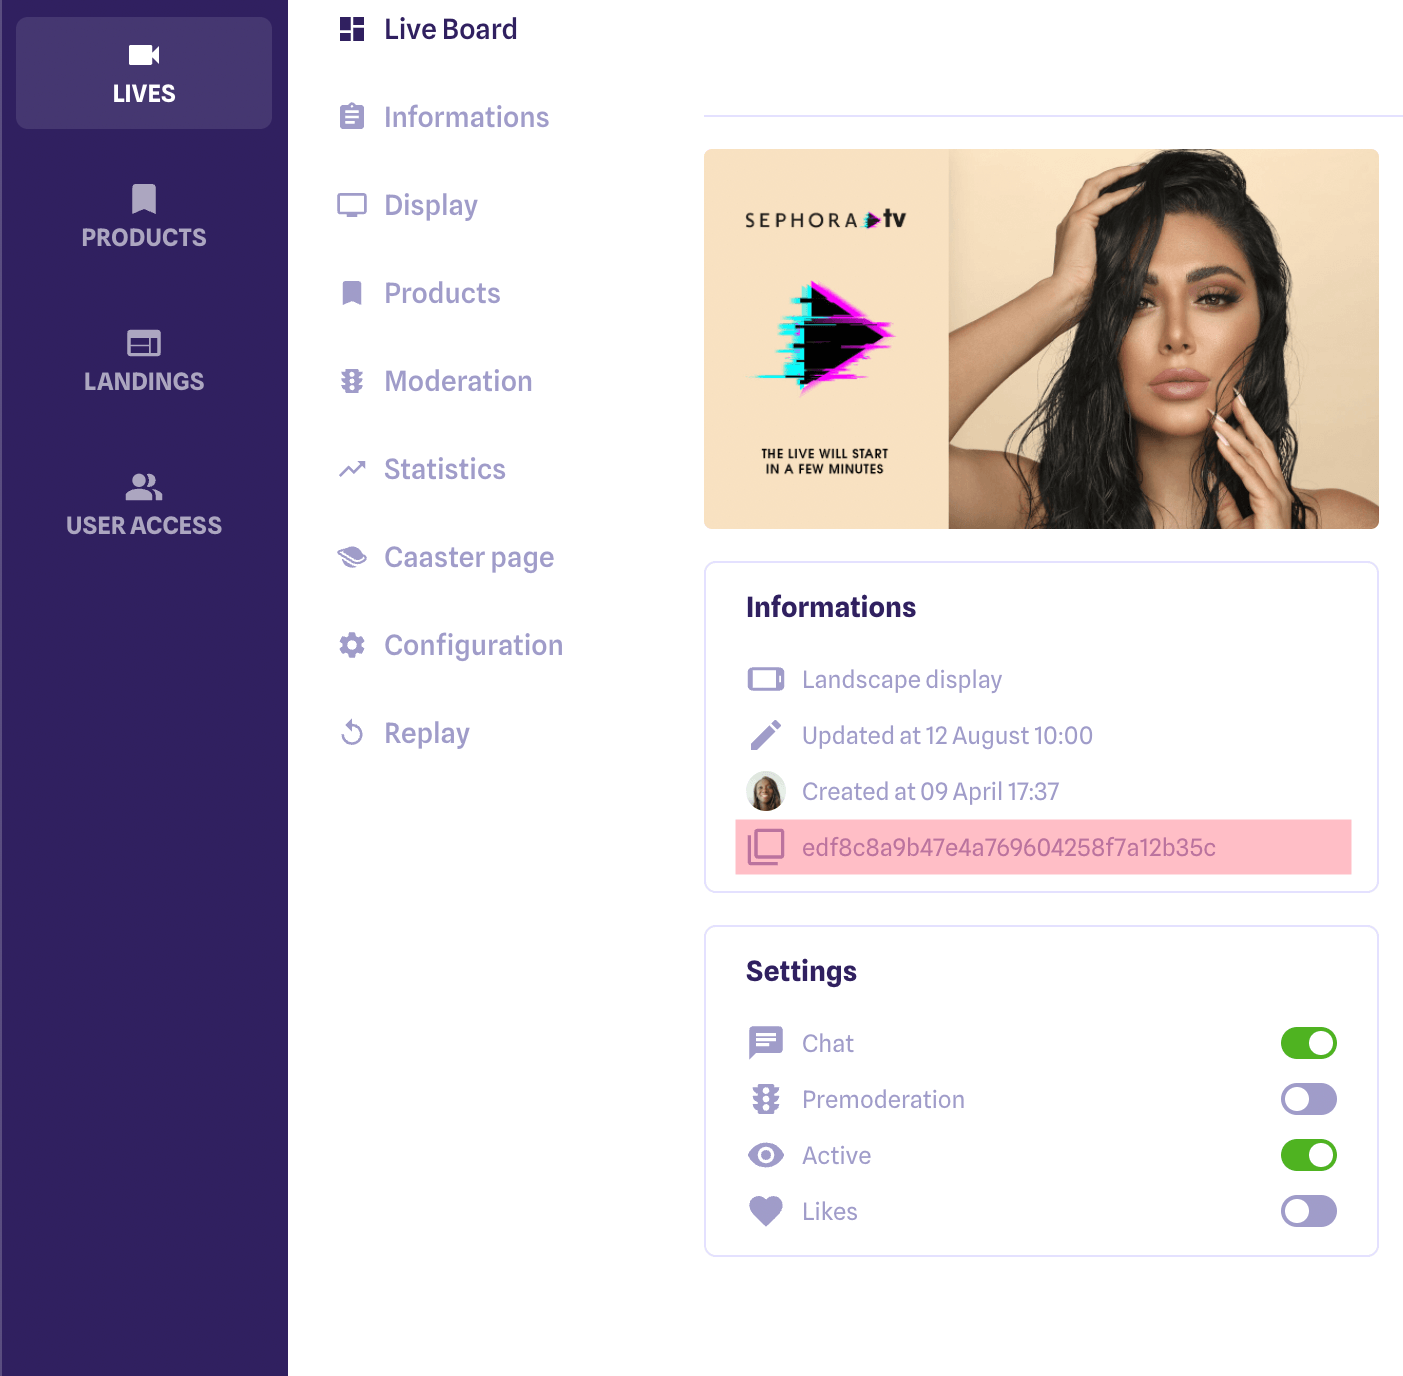 LIVES
PRODUCTS
LANDINGS
USER ACCESS
Live Board
Informations
Display
Products
Moderation
Statistics
Caaster page
Configuration
Replay
SEPHORA tv
THE LIVE WILL START
IN A FEW MINUTES
Informations
Landscape display
Updated at 12 August 10:00
Created at 09 April 17:37
edf8c8a9b47e4a769604258f7a12b35c
Settings
Chat
Premoderation
Active
Likes